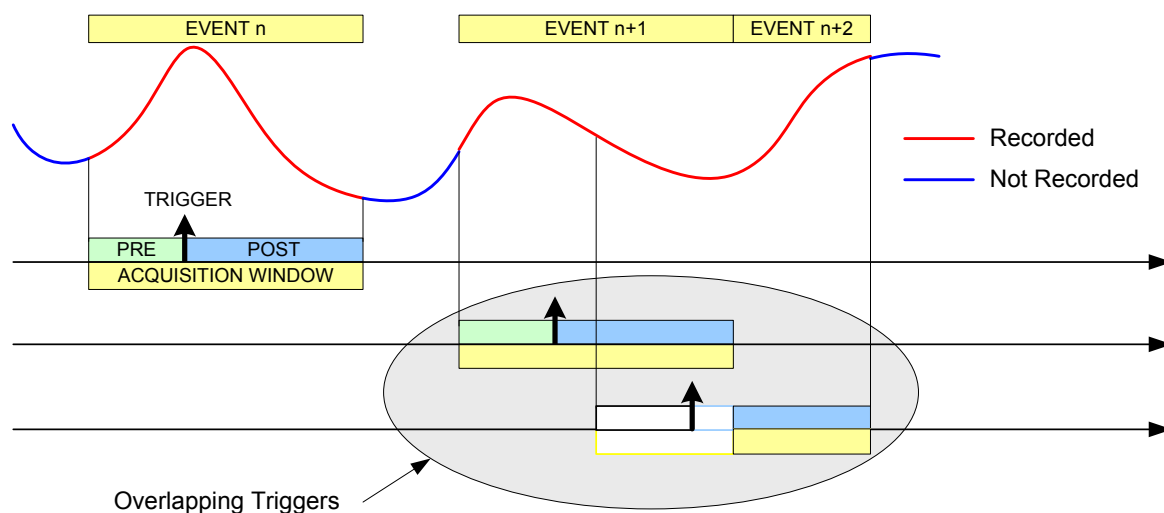 EVENT n
EVENT n+1
EVENT n+2
Recorded
Not Recorded
TRIGGER
PRE
POST
ACQUISITION WINDOW
Overlapping Triggers